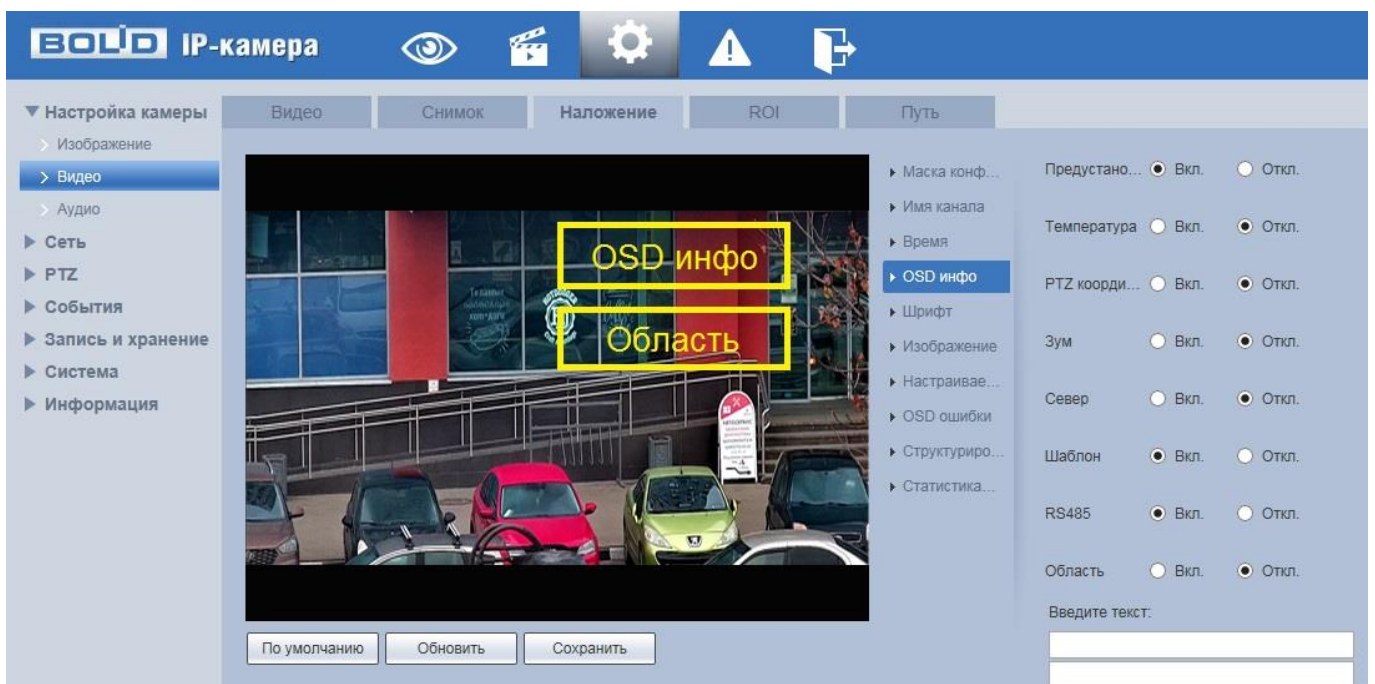 BOLID IP-камера
Настройка камеры
Изображение
Видео
Аудио
Сеть
PTZ
События
Запись и хранение
Система
Информация
Видео Снимок Наложение ROI Путь
OSD инфо
Область
АВТОСЕРВИС
По умолчанию Обновить Сохранить
Маска конф...
Имя канала
Время
OSD инфо
Шрифт
Изображение
Настраивае...
OSD ошибки
Структуриро...
Статистика...
Предустано... Вкл. Откл.
Температура Вкл. Откл.
PTZ коорди... Вкл. Откл.
Зум Вкл. Откл.
Север Вкл. Откл.
Шаблон Вкл. Откл.
RS485 Вкл. Откл.
Область Вкл. Откл.
Введите текст: